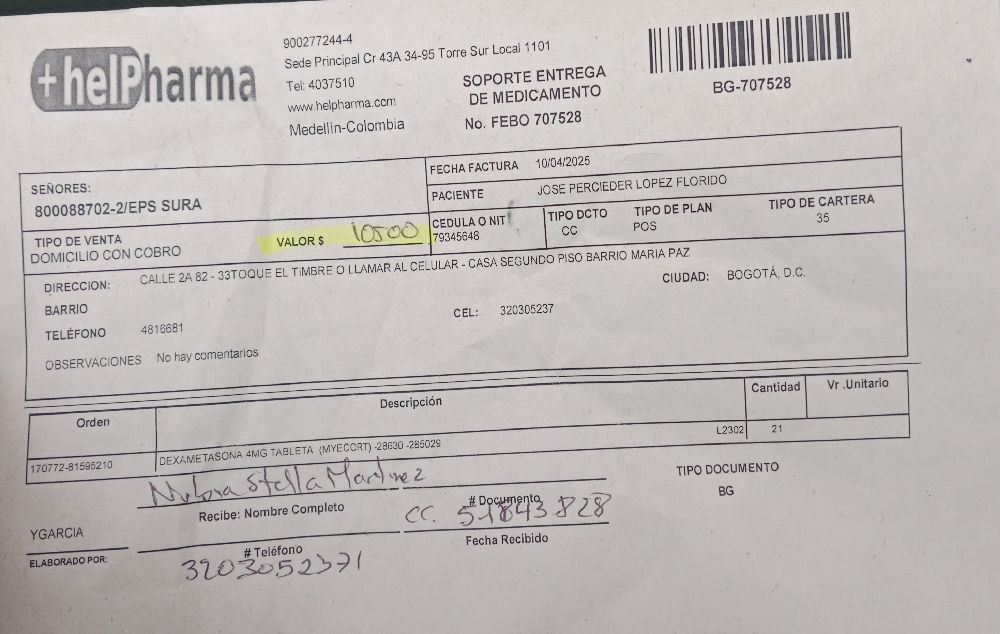 +helPharma
900277244-4
Sede Principal Cr 43A 34-95 Torre Sur Local 1101
Tel: 4037510
www.helpharma.com
Medellín-Colombia
SOPORTE ENTREGA
DE MEDICAMENTO
No. FEBO 707528
BG-707528
SEÑORES:
800088702-2/EPS SURA
FECHA FACTURA 10/04/2025
PACIENTE JOSE PERCIEDER LOPEZ FLORIDO
TIPO DE VENTA
DOMICILIO CON COBRO
VALOR $ 10500
CEDULA O NIT
79345648
TIPO DCTO
CC
TIPO DE PLAN
POS
TIPO DE CARTERA
35
DIRECCION: CALLE 2A 82 - 33TOQUE EL TIMBRE O LLAMAR AL CELULAR - CASA SEGUNDO PISO BARRIO MARIA PAZ
CIUDAD: BOGOTÁ, D.C.
BARRIO
TELÉFONO 4816681
CEL: 320305237
OBSERVACIONES No hay comentarios
Orden Descripción Cantidad Vr .Unitario
170772-81595210 DEXAMETASONA 4MG TABLETA (MYECORT) -28630 -285029 L2302 21
Stella Martinez
Recibe: Nombre Completo
CC. 51843828
# Documento
TIPO DOCUMENTO
BG
YGARCIA
ELABORADO POR:
# Teléfono
3203052371
Fecha Recibido